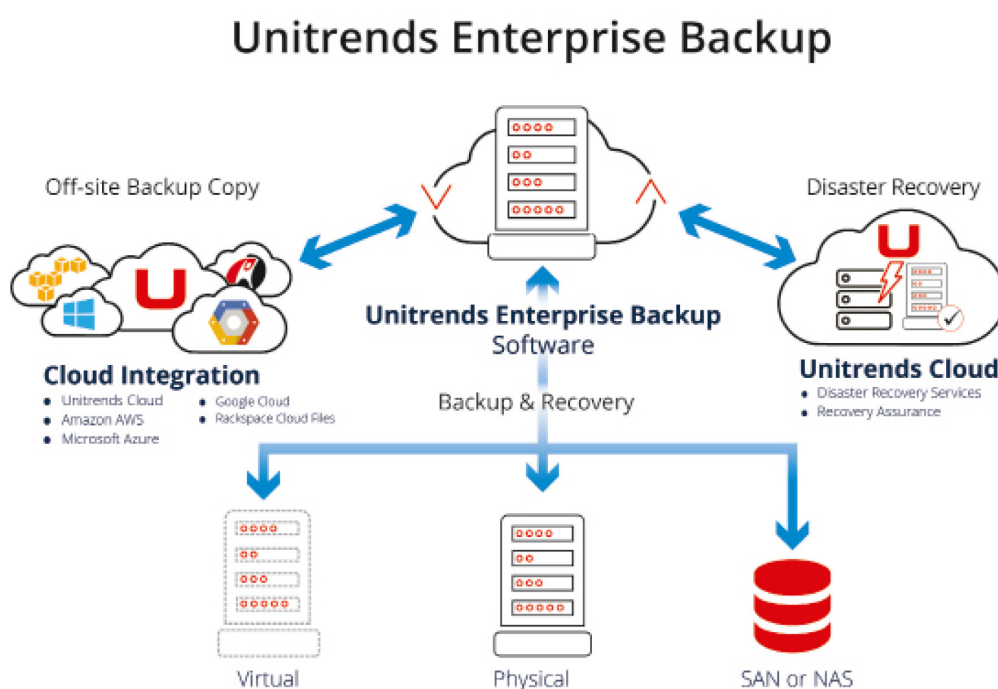 Unitrends Enterprise Backup
Off-site Backup Copy
Disaster Recovery
U
U
Unitrends Enterprise Backup
Software
Cloud Integration
Unitrends Cloud
Amazon AWS
Microsoft Azure
Google Cloud
Rackspace Cloud Files
Unitrends Cloud
Disaster Recovery Services
Recovery Assurance
Backup & Recovery
Virtual
Physical
SAN or NAS